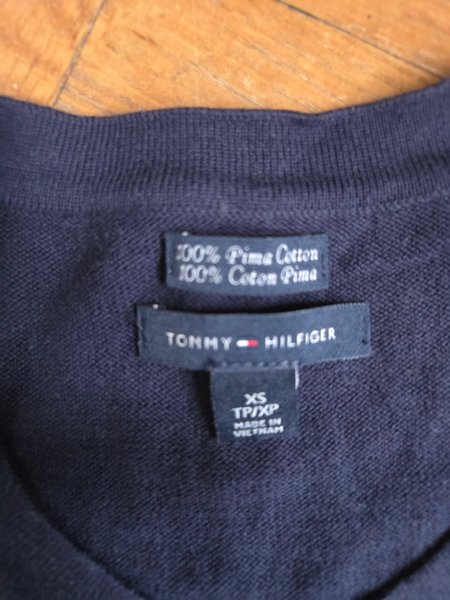 100% Pima Cotton
100% Coton Pima
TOMMY HILFIGER
XS
TP/XP
MADE IN
VIETNAM